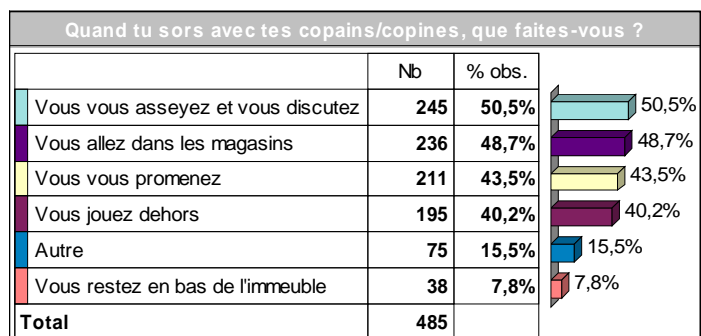 Quand tu sors avec tes copains/copines, que faites-vous ?
Nb % obs.
Vous vous asseyez et vous discutez 245 50,5% 50,5%
Vous allez dans les magasins 236 48,7% 48,7%
Vous vous promenez 211 43,5% 43,5%
Vous jouez dehors 195 40,2% 40,2%
Autre 75 15,5% 15,5%
Vous restez en bas de l'immeuble 38 7,8% 7,8%
Total 485